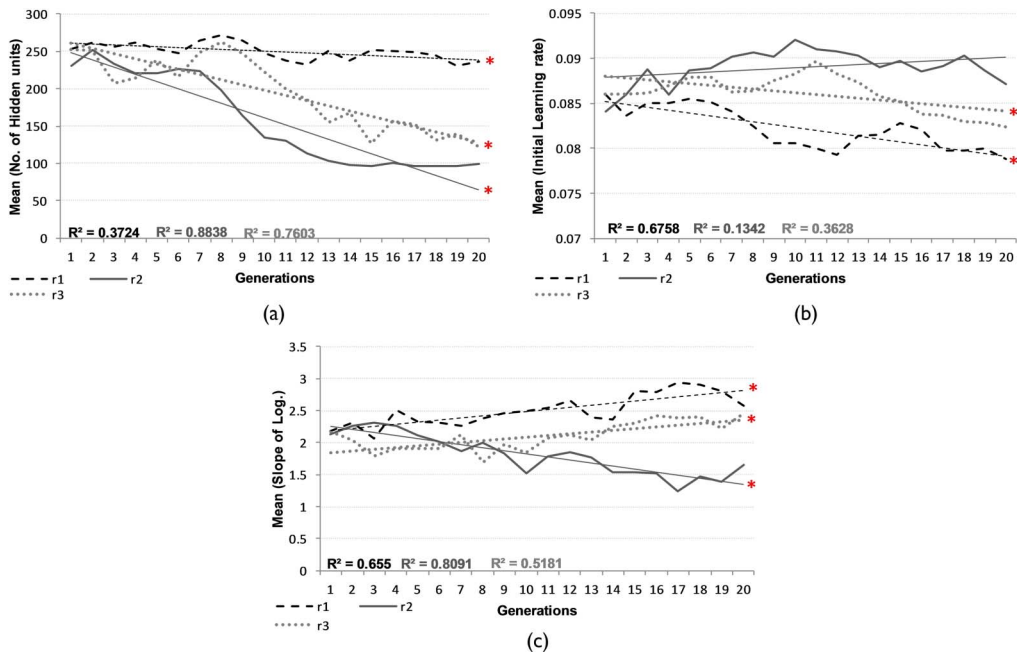 Mean (No. of Hidden units)
300
250
200
150
100
50
0
*
*
*
R² = 0.3724 R² = 0.8838 R² = 0.7603
1 2 3 4 5 6 7 8 9 10 11 12 13 14 15 16 17 18 19 20
Generations
r1 r2
r3
(a)
Mean (Initial Learning rate)
0.095
0.09
0.085
0.08
0.075
0.07
*
*
R² = 0.6758 R² = 0.1342 R² = 0.3628
1 2 3 4 5 6 7 8 9 10 11 12 13 14 15 16 17 18 19 20
Generations
r1 r2
r3
(b)
Mean (Slope of Log.)
3.5
3
2.5
2
1.5
1
0.5
0
*
*
*
R² = 0.655 R² = 0.8091 R² = 0.5181
1 2 3 4 5 6 7 8 9 10 11 12 13 14 15 16 17 18 19 20
Generations
r1 r2
r3
(c)